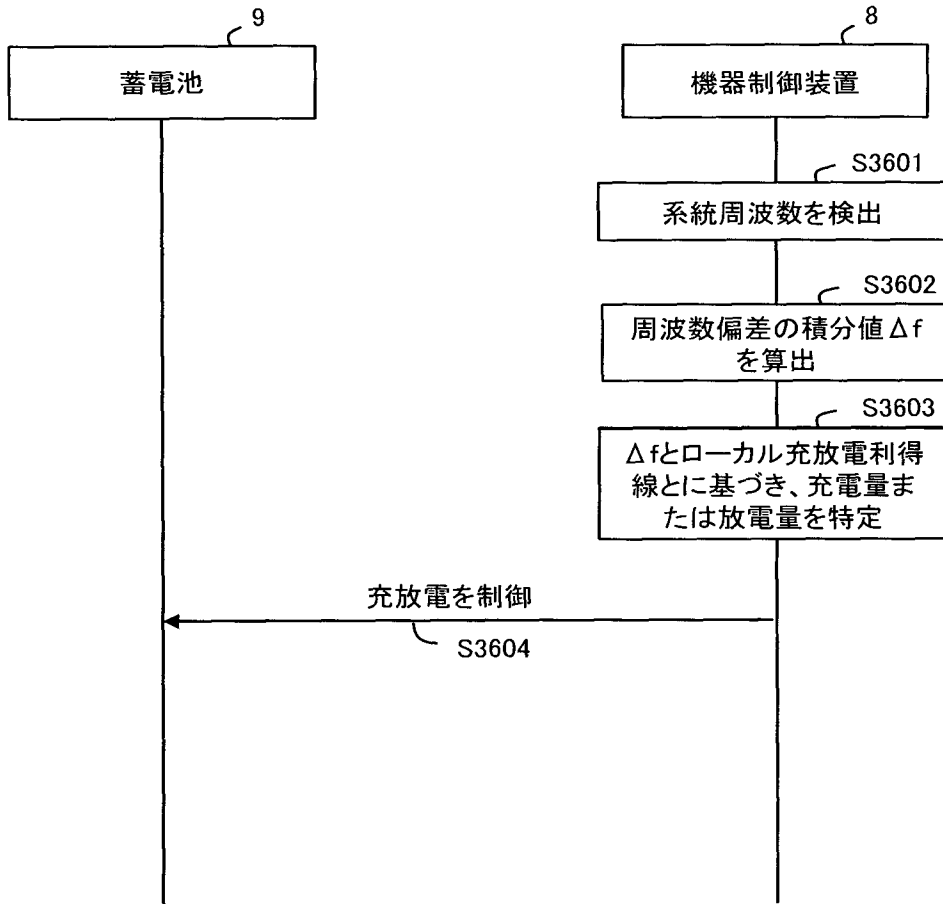 9
蓄電池
8
機器制御装置
S3601
系統周波数を検出
S3602
周波数偏差の積分値Δf
を算出
S3603
Δfとローカル充放電利得
線とに基づき、充電量ま
たは放電量を特定
充放電を制御
S3604